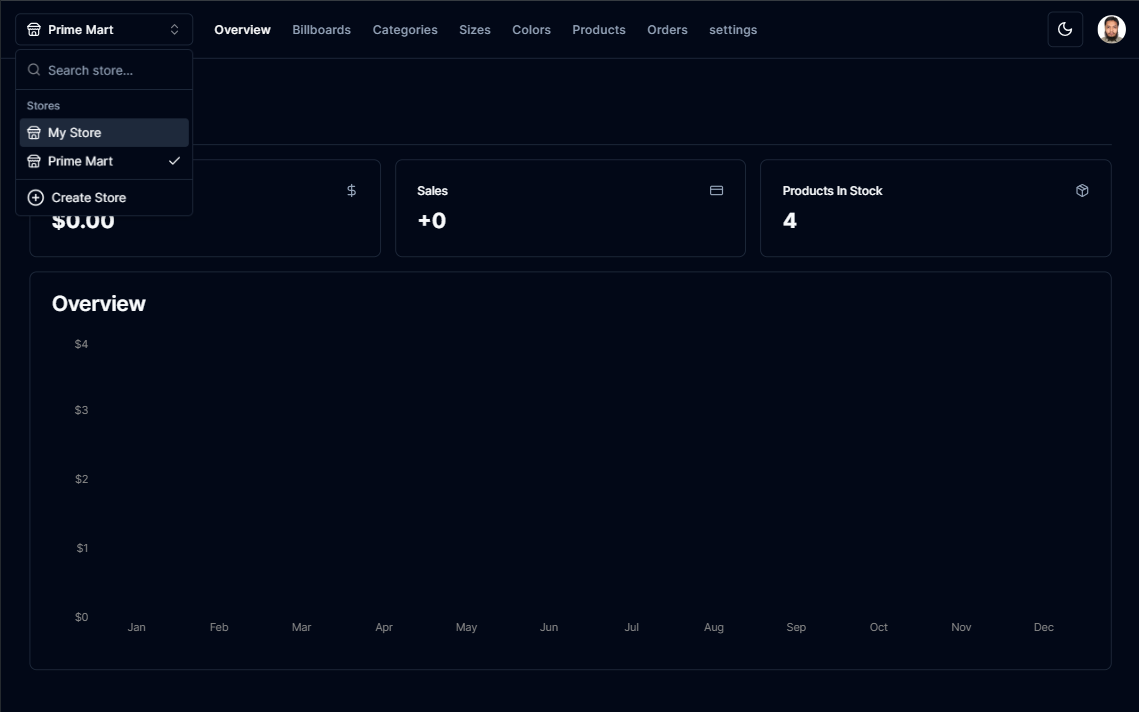 Prime Mart
Overview
Billboards
Categories
Sizes
Colors
Products
Orders
settings
Search store...
Stores
My Store
Prime Mart
Create Store
$0.00
Sales
+0
Products In Stock
4
Overview
$4
$3
$2
$1
$0
Jan
Feb
Mar
Apr
May
Jun
Jul
Aug
Sep
Oct
Nov
Dec